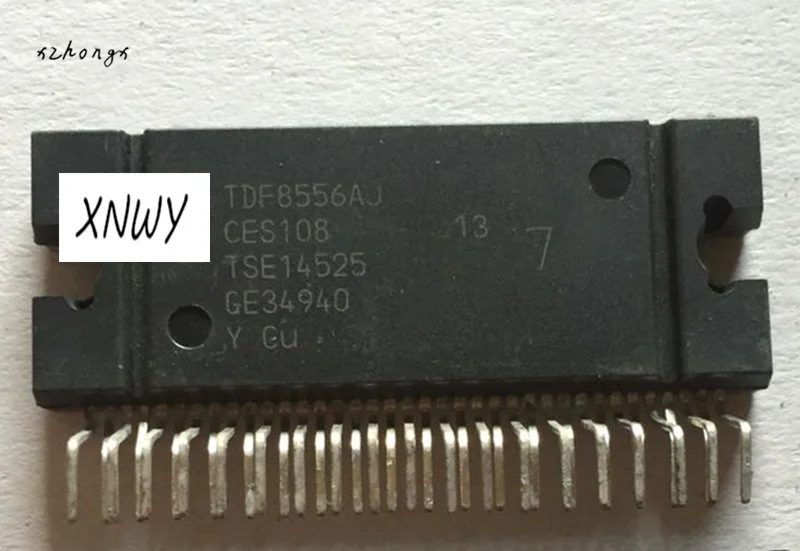 xzhongx
XNWY
TDF8556AJ
CES108
13
7
TSE14525
GE34940
Y Gu